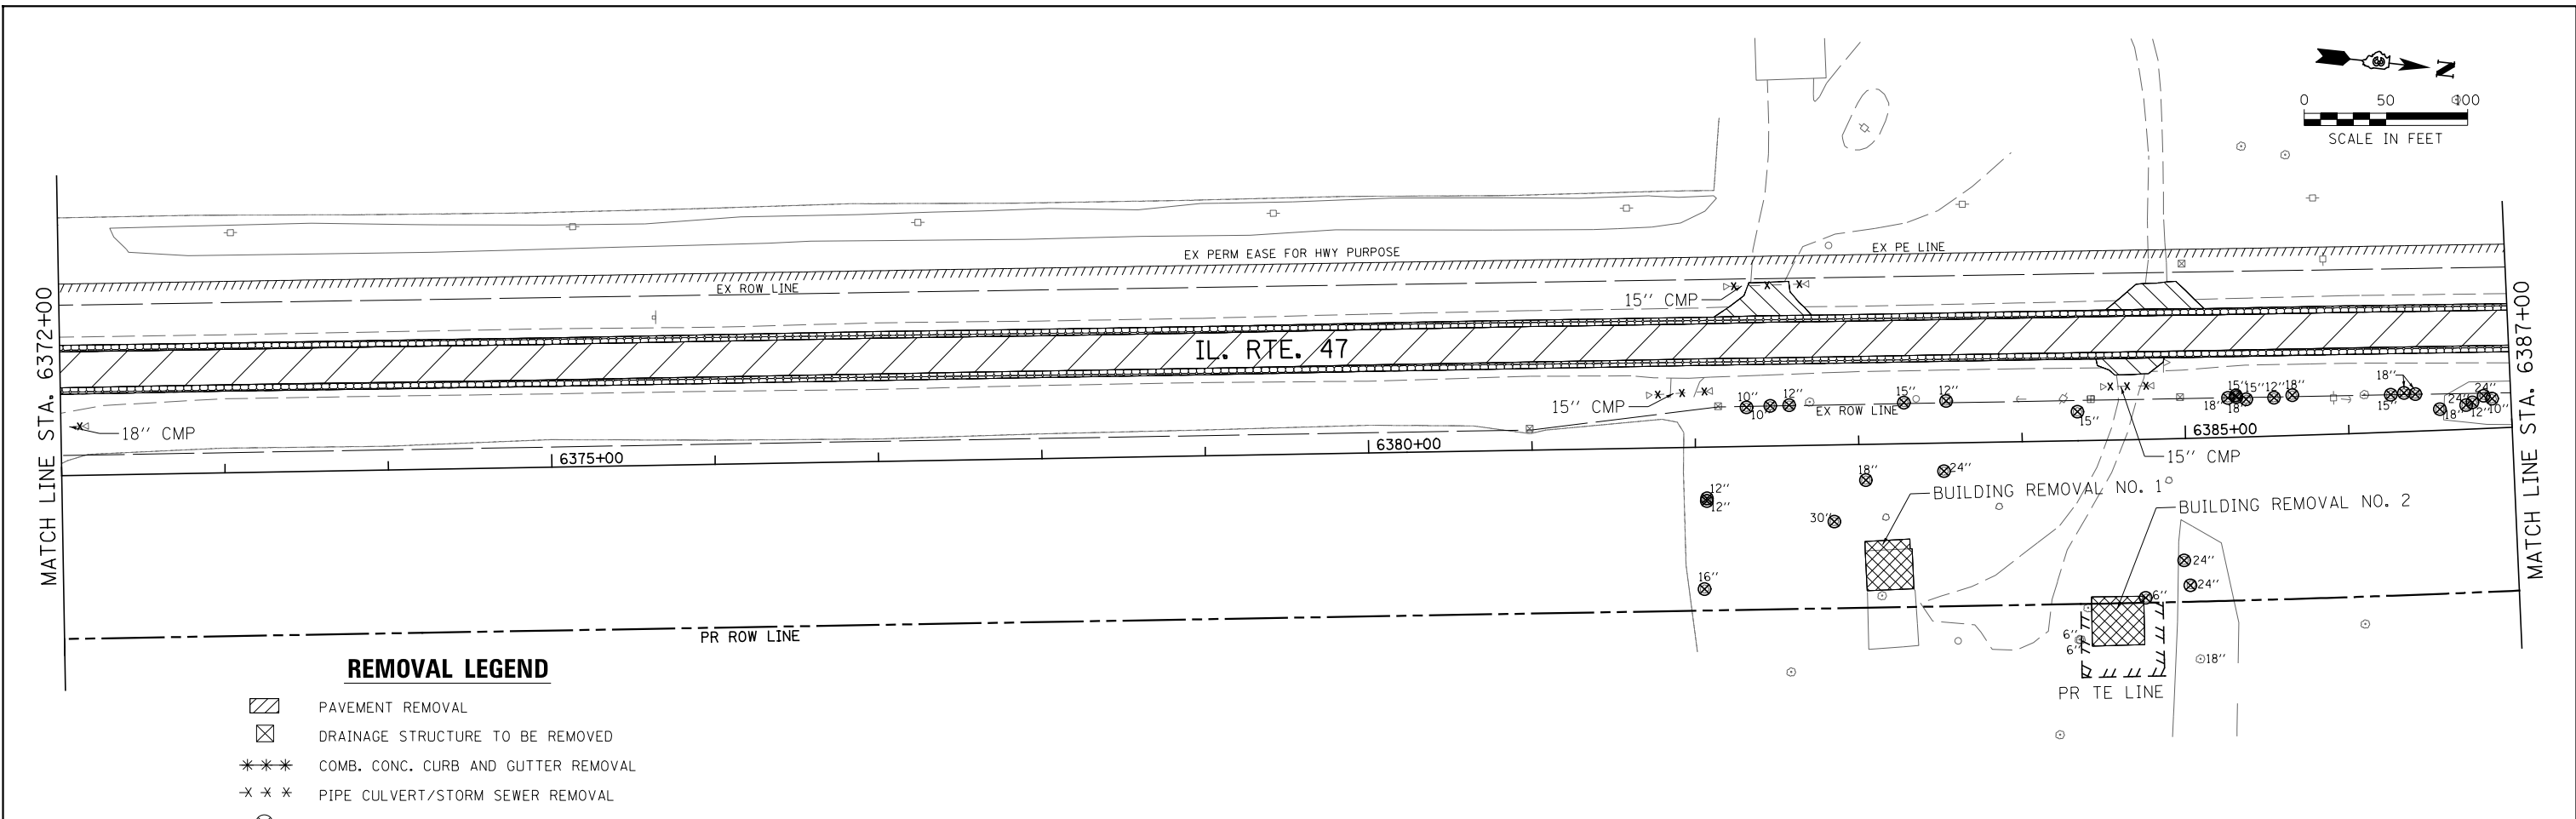 N
0 50 100
SCALE IN FEET
EX PERM EASE FOR HWY PURPOSE
EX PE LINE
EX ROW LINE
15'' CMP
MATCH LINE STA. 6372+00
MATCH LINE STA. 6387+00
IL. RTE. 47
15'' CMP
10'' 10'' 12''
EX ROW LINE
15'' 12''
15''
18'' 15'' 18'' 15'' 12'' 18''
15'' 18'' 18'' 24'' 12'' 24'' 10''
18'' CMP
6375+00
6380+00
6385+00
15'' CMP
12''
12''
18''
24''
30''
BUILDING REMOVAL NO. 1
BUILDING REMOVAL NO. 2
16''
24''
24''
6''
6''
6''
18''
PR ROW LINE
PR TE LINE
REMOVAL LEGEND
PAVEMENT REMOVAL
DRAINAGE STRUCTURE TO BE REMOVED
COMB. CONC. CURB AND GUTTER REMOVAL
PIPE CULVERT/STORM SEWER REMOVAL